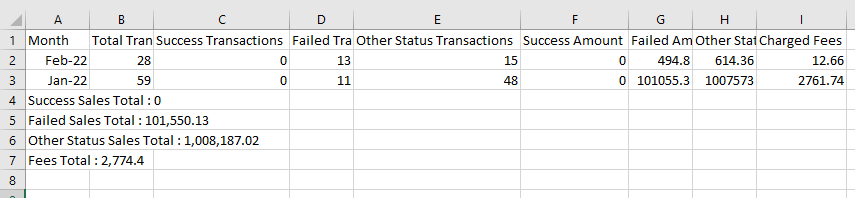 A B C D E F G H I
1 Month Total Tran Success Transactions Failed Tra Other Status Transactions Success Amount Failed Am Other Stat Charged Fees
2 Feb-22 28 0 13 15 0 494.8 614.36 12.66
3 Jan-22 59 0 11 48 0 101055.3 1007573 2761.74
4 Success Sales Total : 0
5 Failed Sales Total : 101,550.13
6 Other Status Sales Total : 1,008,187.02
7 Fees Total : 2,774.4
8